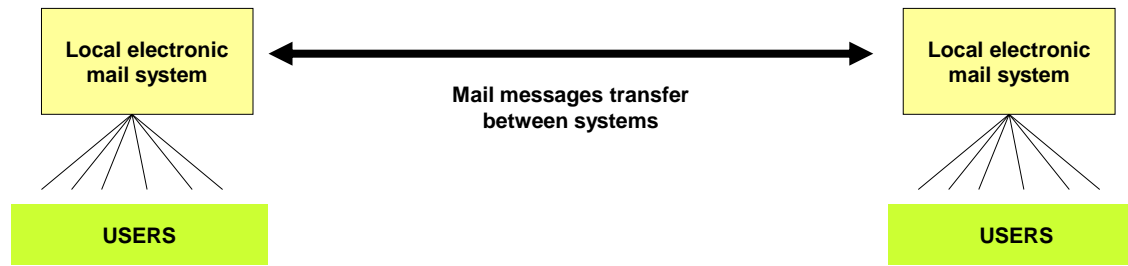 Local electronic
mail system
Mail messages transfer
between systems
Local electronic
mail system
USERS
USERS